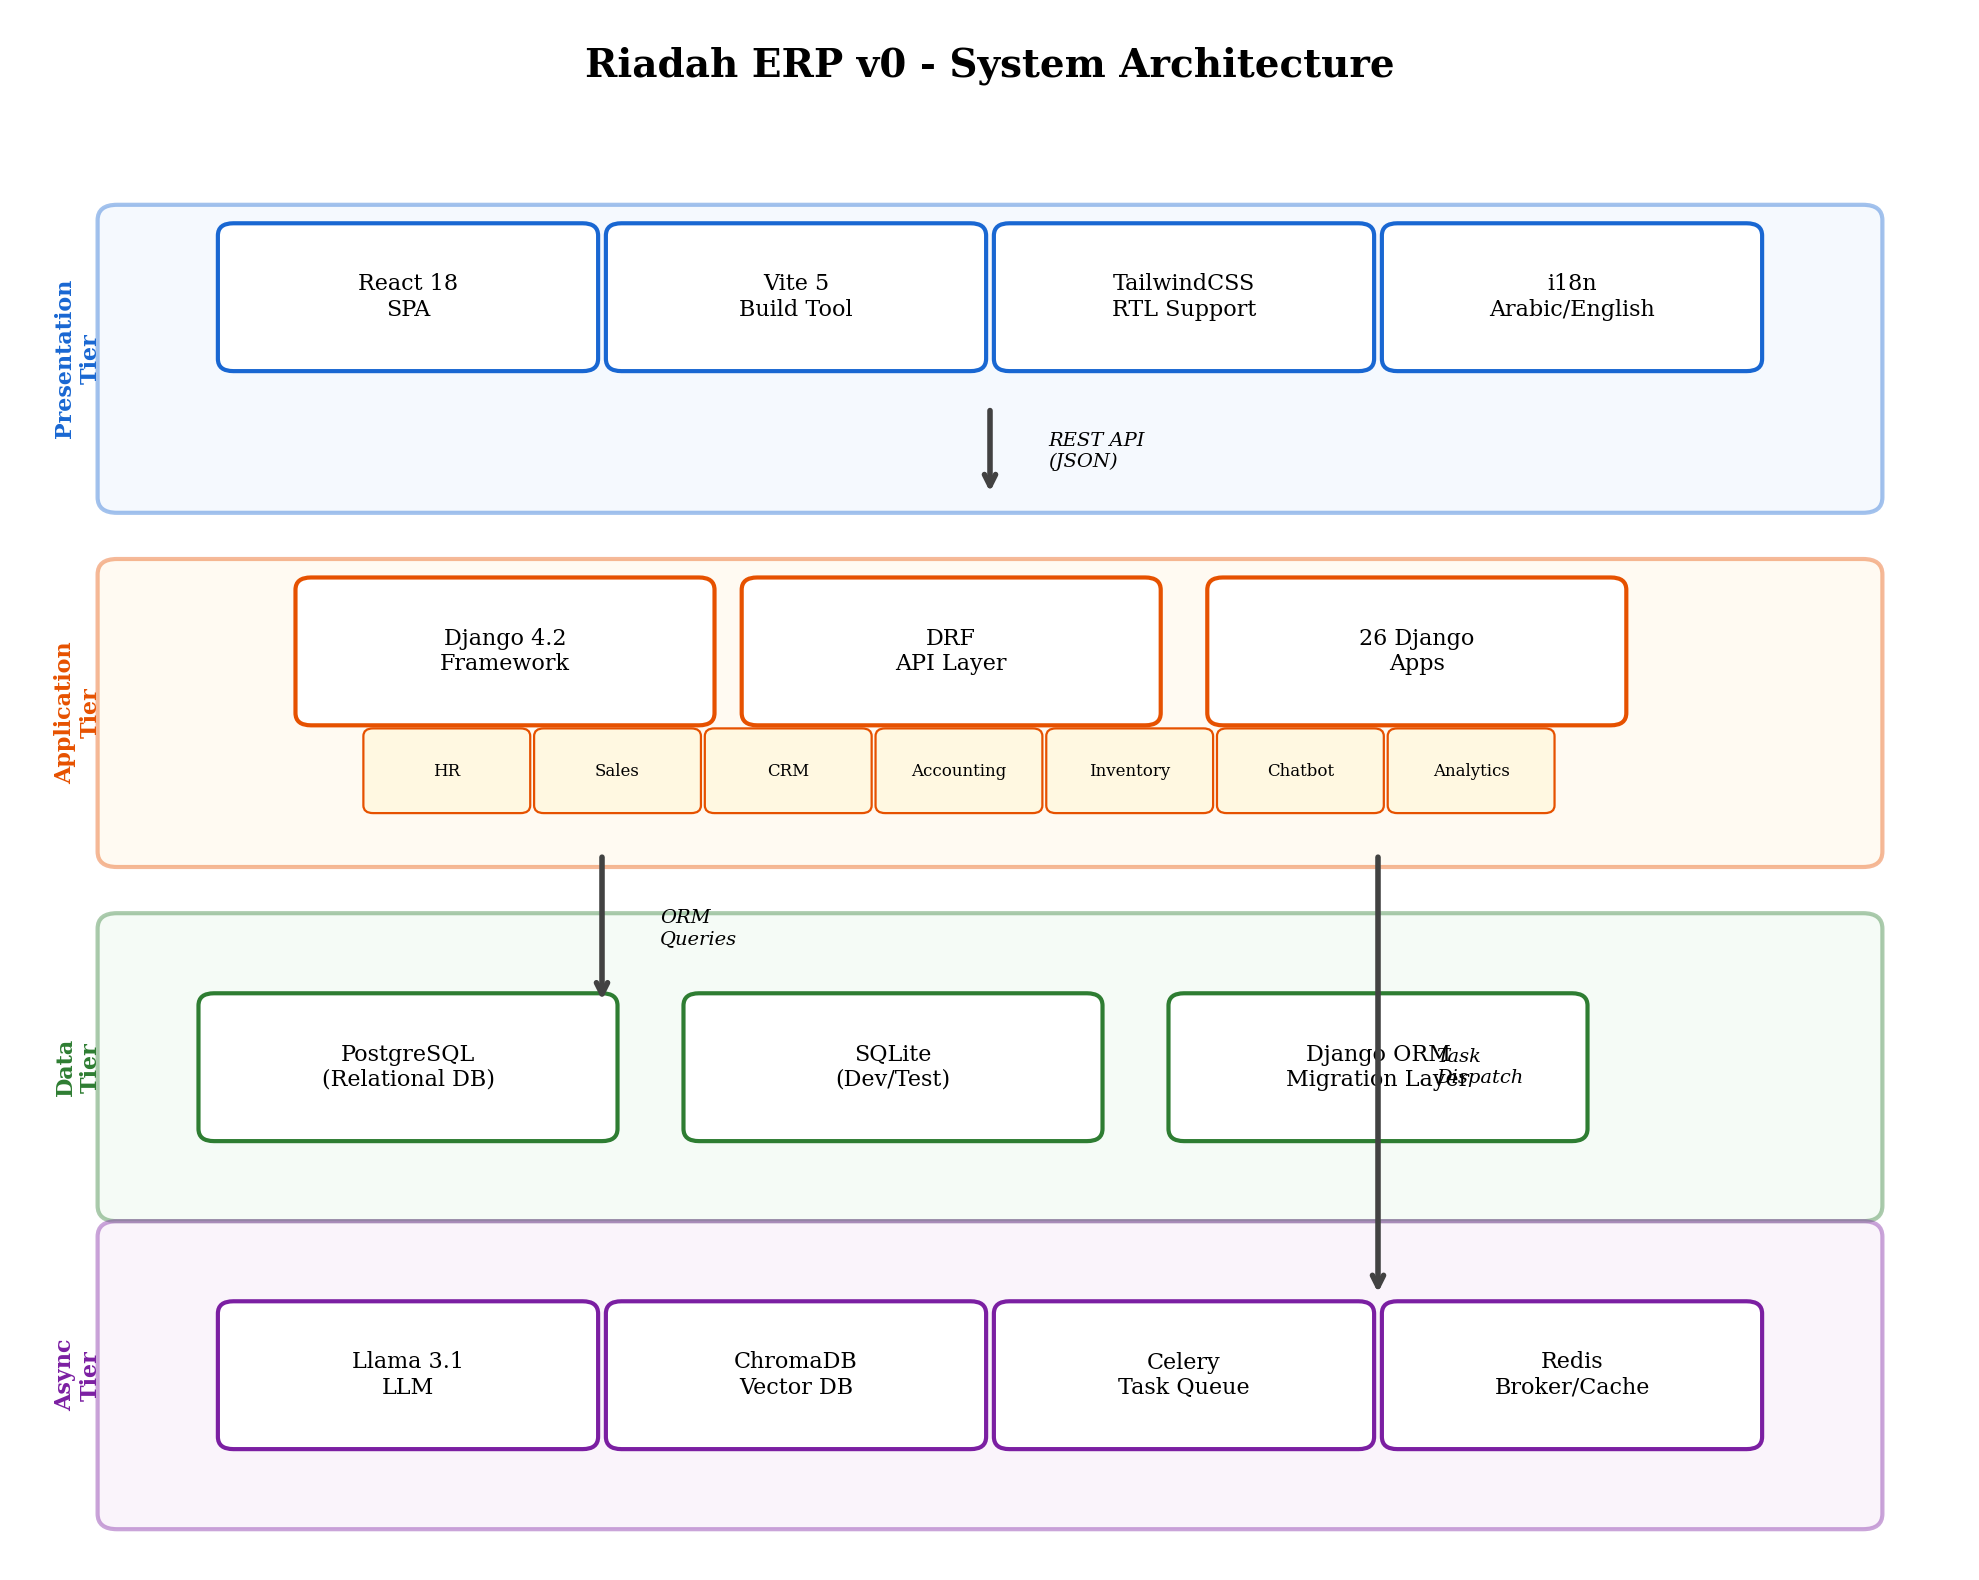 Riadah ERP v0 - System Architecture
Presentation
Tier
React 18
SPA
Vite 5
Build Tool
TailwindCSS
RTL Support
i18n
Arabic/English
REST API
(JSON)
Application
Tier
Django 4.2
Framework
DRF
API Layer
26 Django
Apps
HR
Sales
CRM
Accounting
Inventory
Chatbot
Analytics
ORM
Queries
Data
Tier
PostgreSQL
(Relational DB)
SQLite
(Dev/Test)
Django ORM
Migration Layer
Task
Dispatch
Async
Tier
Llama 3.1
LLM
ChromaDB
Vector DB
Celery
Task Queue
Redis
Broker/Cache